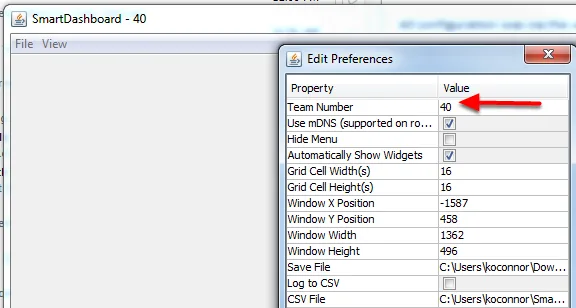 SmartDashboard - 40
File View
Edit Preferences
Property Value
Team Number 40
Use mDNS (supported on ro...
Hide Menu
Automatically Show Widgets
Grid Cell Width(s) 16
Grid Cell Height(s) 16
Window X Position -1587
Window Y Position 458
Window Width 1362
Window Height 496
Save File C:\Users\koconnor\Dow...
Log to CSV
CSV File C:\Users\koconnor\Sma...